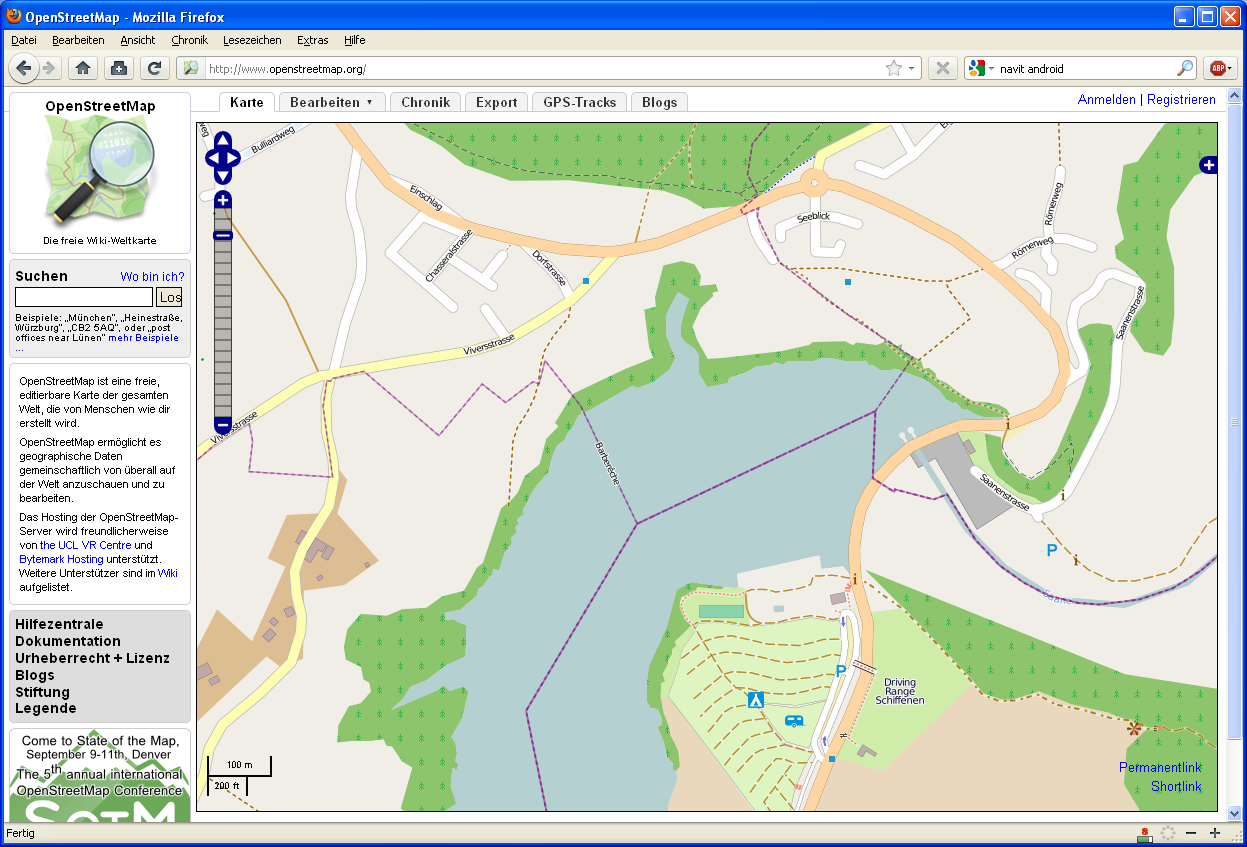 OpenStreetMap - Mozilla Firefox
Datei Bearbeiten Ansicht Chronik Lesezeichen Extras Hilfe
http://www.openstreetmap.org/
navit android
ABP
OpenStreetMap
Die freie Wiki-Weltkarte
Karte Bearbeiten ▼ Chronik Export GPS-Tracks Blogs
Anmelden | Registrieren
Suchen Wo bin ich?
Los
Beispiele: „München", „Heinestraße,
Würzburg", „CB2 5AQ", oder „post
offices near Lünen" mehr Beispiele
...
OpenStreetMap ist eine freie,
editierbare Karte der gesamten
Welt, die von Menschen wie dir
erstellt wird.
OpenStreetMap ermöglicht es
geographische Daten
gemeinschaftlich von überall auf
der Welt anzuschauen und zu
bearbeiten.
Das Hosting der OpenStreetMap-
Server wird freundlicherweise
von the UCL VR Centre und
Bytemark Hosting unterstützt.
Weitere Unterstützer sind im Wiki
aufgelistet.
Hilfezentrale
Dokumentation
Urheberrecht + Lizenz
Blogs
Stiftung
Legende
Come to State of the Map,
September 9-11th, Denver
The 5th annual international
OpenStreetMap Conference
SotM
Bulliardweg
Einschlag
Chasseralstrasse
Dorfstrasse
Viversstrasse
Viversstrasse
Seeblick
Römerweg
Römerweg
Saanenstrasse
Barberêche
Saanenstrasse
Saane
P
P
Driving
Range
Schiffenen
100 m
200 ft
Permanentlink
Shortlink
Fertig